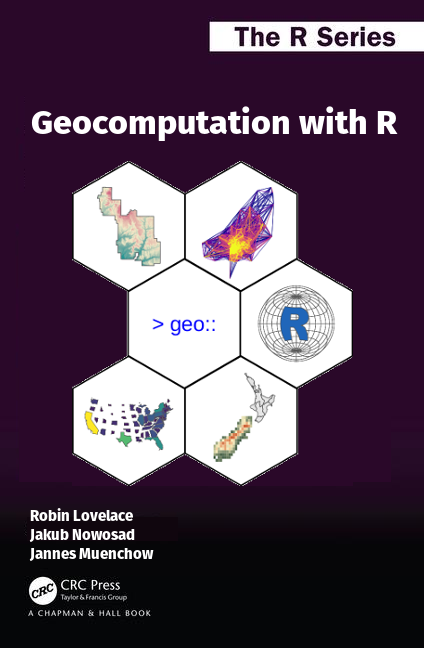 The R Series
Geocomputation with R
> geo::
R
Robin Lovelace
Jakub Nowosad
Jannes Muenchow
CRC CRC Press
Taylor & Francis Group
A CHAPMAN & HALL BOOK